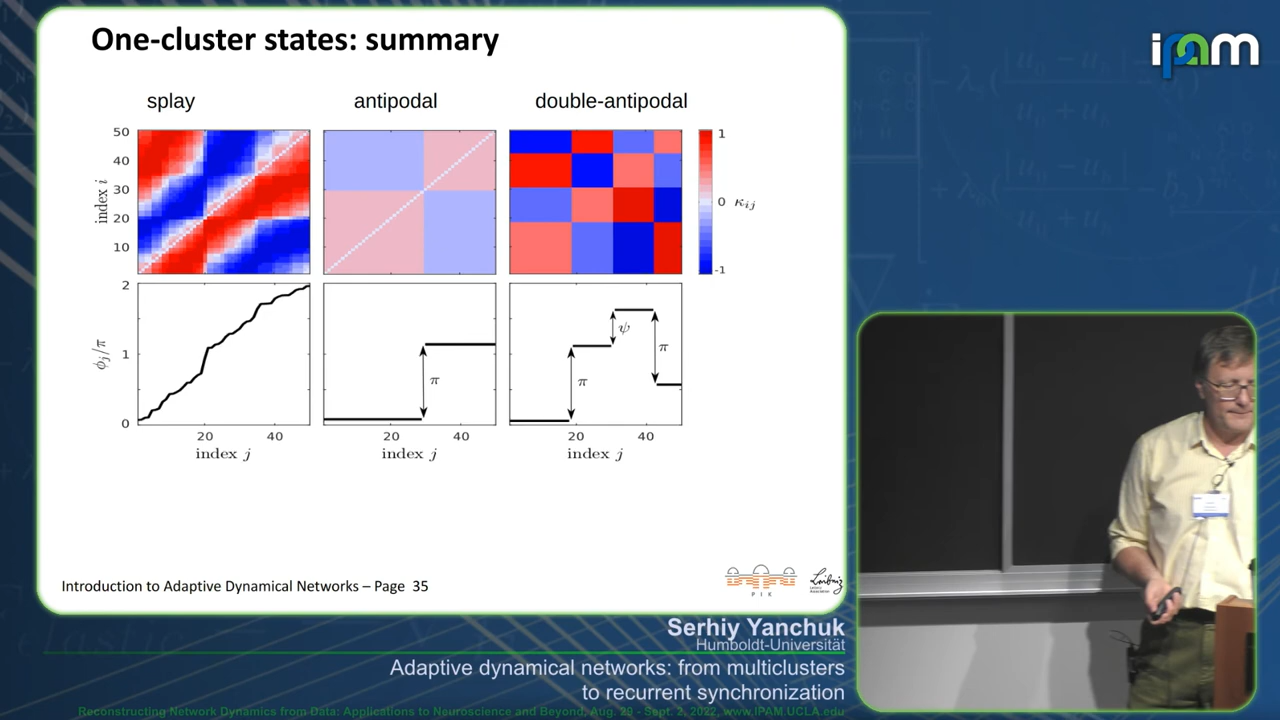 One-cluster states: summary
ipam
splay antipodal double-antipodal
50 40 30 20 10
index i
1 0 -1
κij
2 1 0
ϕj/π
π
π ψ π
20 40 20 40 20 40
index j index j index j
Introduction to Adaptive Dynamical Networks – Page 35
PIK
Leibniz
Association
Serhiy Yanchuk
Humboldt-Universität
Adaptive dynamical networks: from multiclusters
to recurrent synchronization
Reconstructing Network Dynamics from Data: Applications to Neuroscience and Beyond, Aug. 29 - Sept. 2, 2022, www.IPAM.UCLA.edu